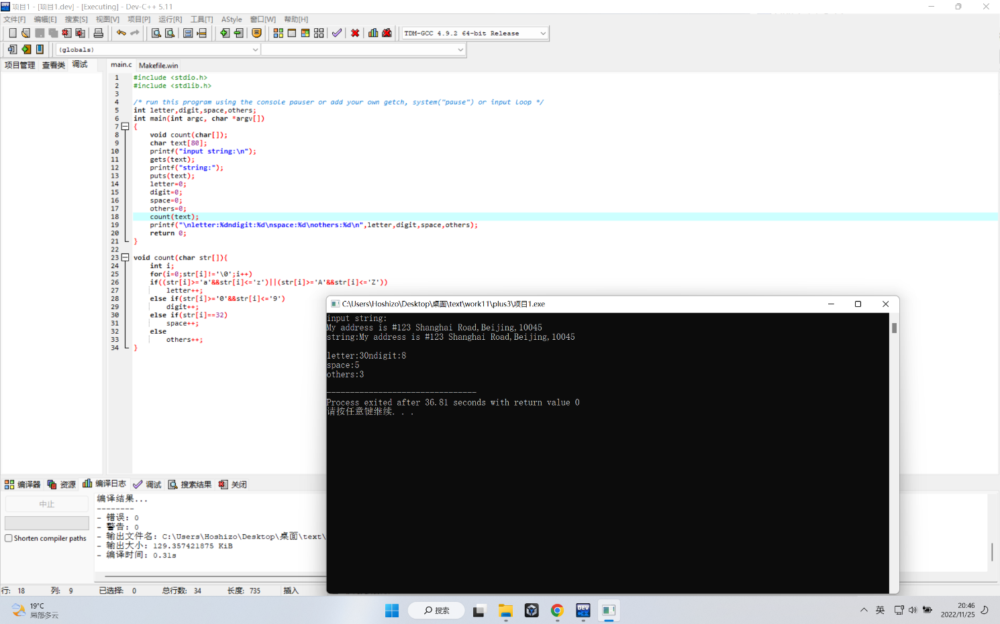 项目1 - [项目1.dev] - [Executing] - Dev-C++ 5.11
文件[F] 编辑[E] 搜索[S] 视图[V] 项目[P] 运行[R] 工具[T] AStyle 窗口[W] 帮助[H]
TDM-GCC 4.9.2 64-bit Release
(globals)
项目管理 查看类 调试 main.c Makefile.win
1 #include <stdio.h>
2 #include <stdlib.h>
3
4 /* run this program using the console pauser or add your own getch, system("pause") or input loop */
5 int letter,digit,space,others;
6 int main(int argc, char *argv[])
7 {
8 void count(char[]);
9 char text[80];
10 printf("input string:\n");
11 gets(text);
12 printf("string:");
13 puts(text);
14 letter=0;
15 digit=0;
16 space=0;
17 others=0;
18 count(text);
19 printf("\nletter:%dndigit:%d\nspace:%d\nothers:%d\n",letter,digit,space,others);
20 return 0;
21 }
22
23 void count(char str[]){
24 int i;
25 for(i=0;str[i]!='\0';i++)
26 if((str[i]>='a'&&str[i]<='z')||(str[i]>='A'&&str[i]<='Z'))
27 letter++;
28 else if(str[i]>='0'&&str[i]<='9')
29 digit++;
30 else if(str[i]==32)
31 space++;
32 else
33 others++;
34 }
C:\Users\Hoshizo\Desktop\桌面\text\work11\plus3\项目1.exe
input string:
My address is #123 Shanghai Road,Beijing,10045
string:My address is #123 Shanghai Road,Beijing,10045
letter:30ndigit:8
space:5
others:3
--------------------------------
Process exited after 36.81 seconds with return value 0
请按任意键继续. . .
编译器 资源 编译日志 调试 搜索结果 关闭
中止
Shorten compiler paths
编译结果...
--------
- 错误: 0
- 警告: 0
- 输出文件名: C:\Users\Hoshizo\Desktop\桌面\text\
- 输出大小: 129.357421875 KiB
- 编译时间: 0.31s
行: 18 列: 9 已选择: 0 总行数: 34 长度: 735 插入
19°C
局部多云
搜索
DEV
英
20:46
2022/11/25